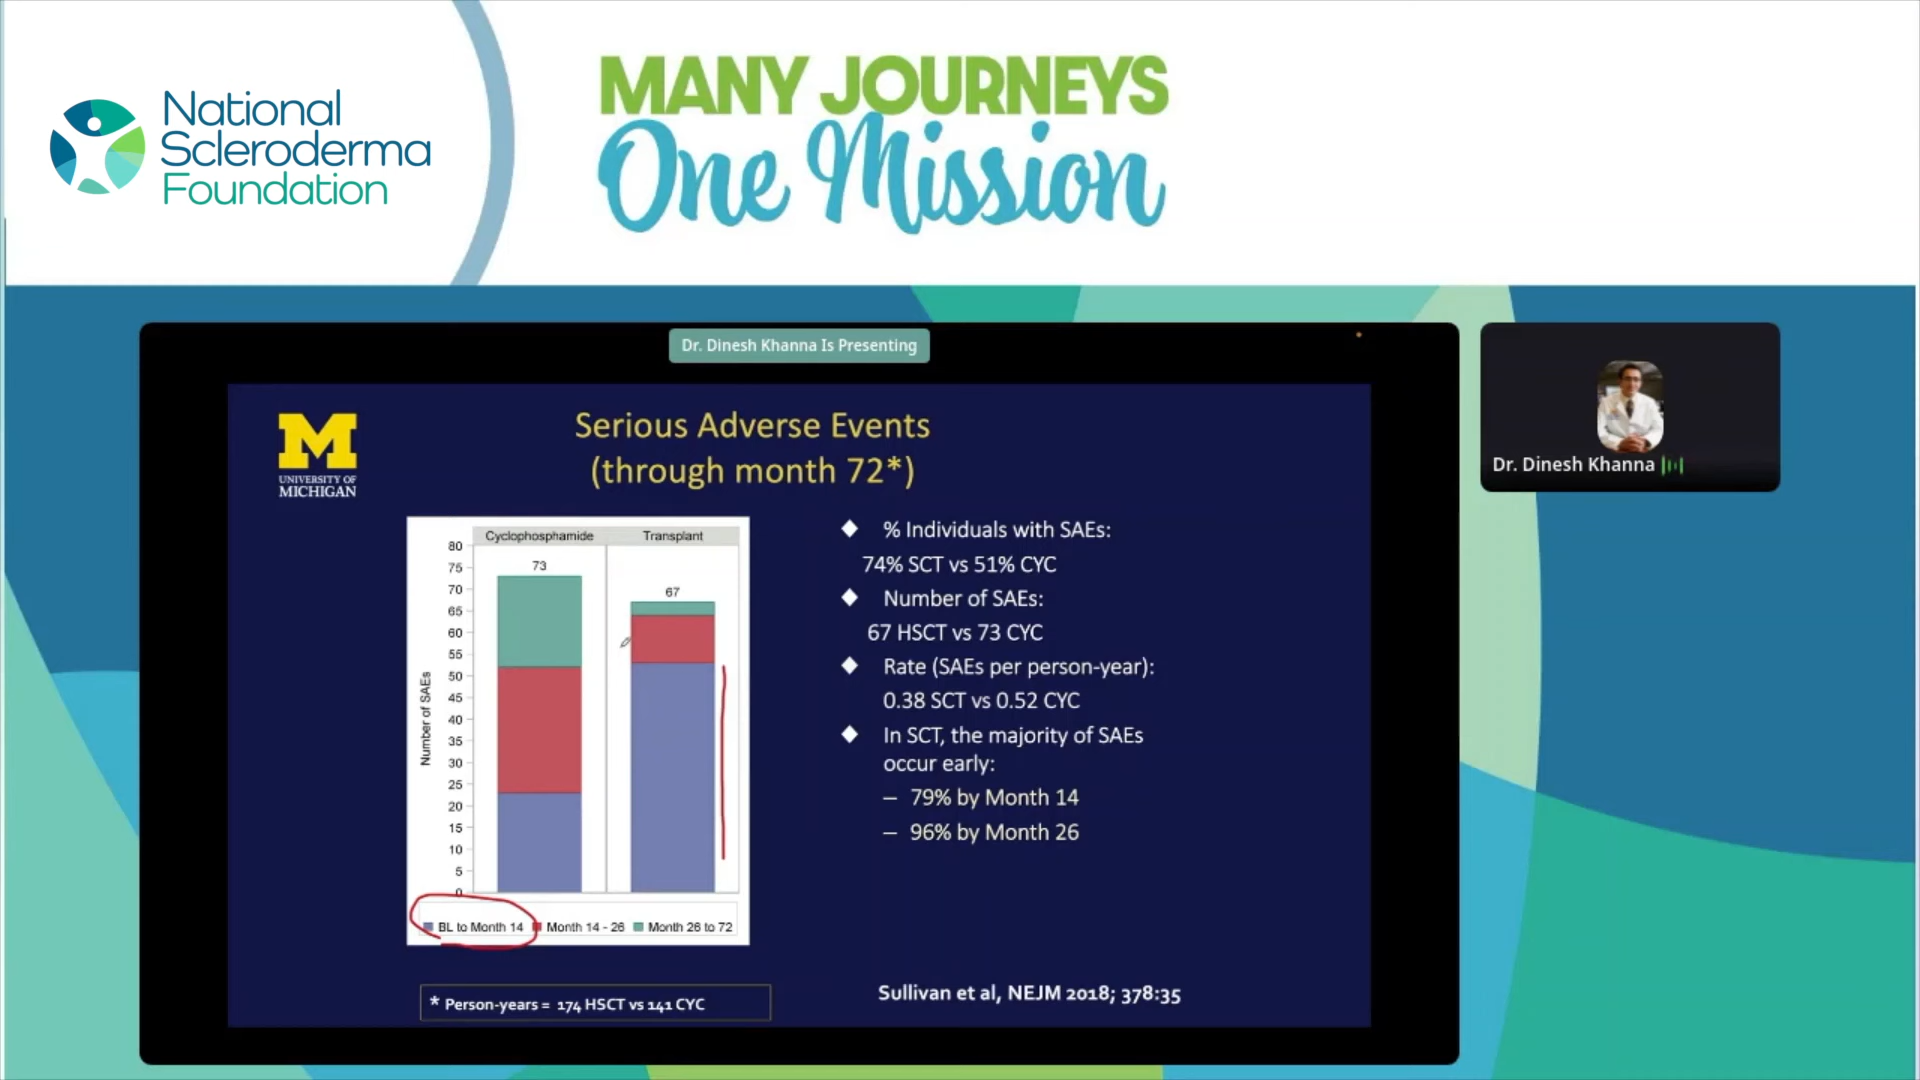 National
Scleroderma
Foundation
MANY JOURNEYS
One Mission
Dr. Dinesh Khanna Is Presenting
Dr. Dinesh Khanna
M
UNIVERSITY OF
MICHIGAN
Serious Adverse Events
(through month 72*)
Cyclophosphamide Transplant
Number of SAEs
80
75
70
65
60
55
50
45
40
35
30
25
20
15
10
5
0
73
67
BL to Month 14 Month 14 - 26 Month 26 to 72
* Person-years = 174 HSCT vs 141 CYC
◆ % Individuals with SAEs:
74% SCT vs 51% CYC
◆ Number of SAEs:
67 HSCT vs 73 CYC
◆ Rate (SAEs per person-year):
0.38 SCT vs 0.52 CYC
◆ In SCT, the majority of SAEs
occur early:
– 79% by Month 14
– 96% by Month 26
Sullivan et al, NEJM 2018; 378:35